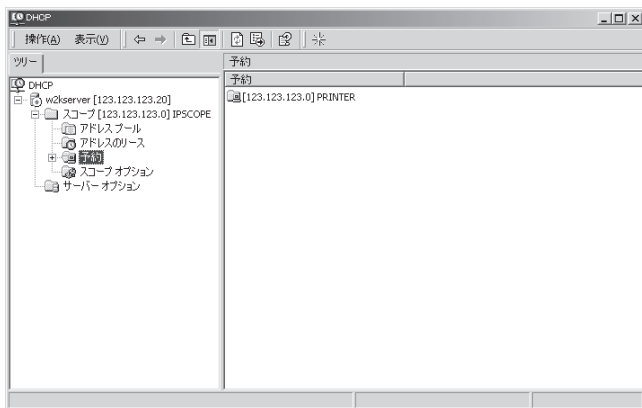 DHCP
操作(A) 表示(V)
ツリー
予約
DHCP
w2kserver [123.123.123.20]
スコープ [123.123.123.0] IPSCOPE
アドレス プール
アドレスのリース
予約
スコープ オプション
サーバー オプション
予約
[123.123.123.0] PRINTER